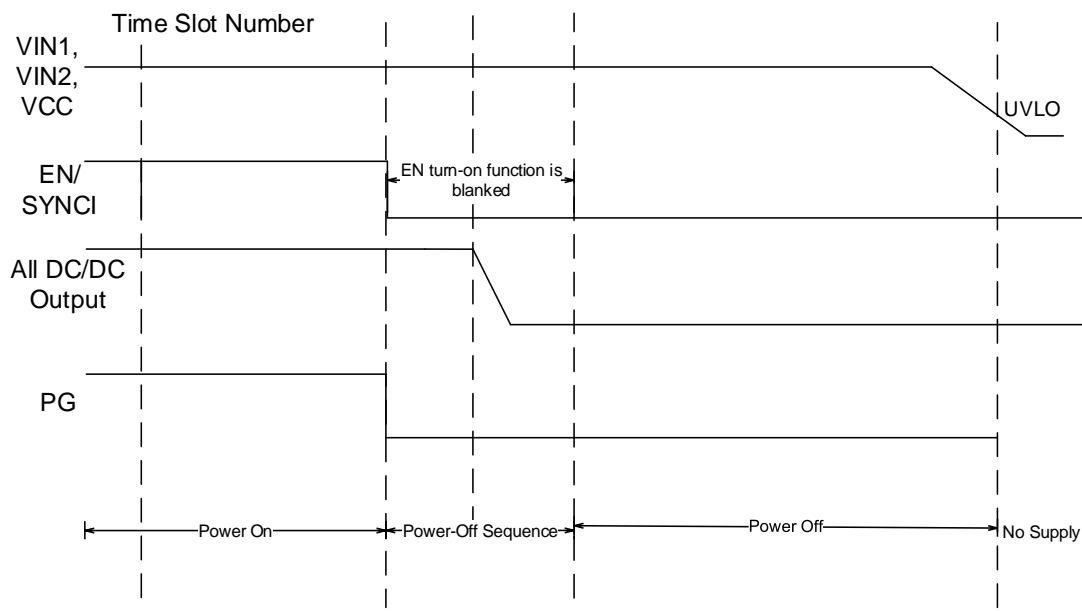 Time Slot Number
VIN1,
VIN2,
VCC
UVLO
EN/
SYNCI
EN turn-on function is
blanked
All DC/DC
Output
PG
Power On
Power-Off Sequence
Power Off
No Supply